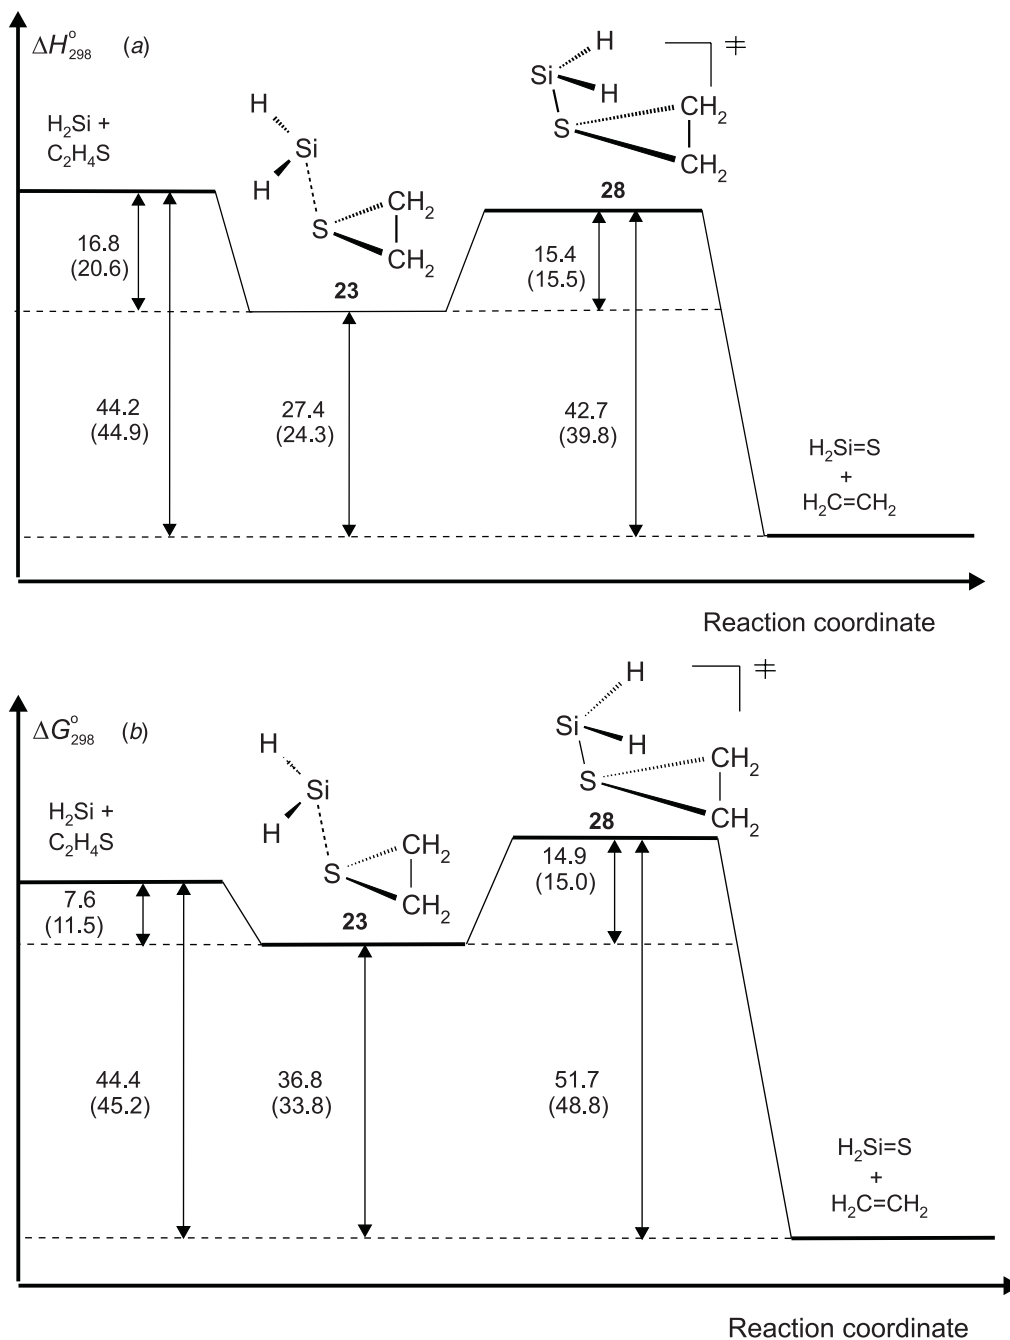 ΔH°298 (a)
H
Si
H
‡
H
H2Si +
C2H4S
H
Si
H
CH2
S
CH2
CH2
S
CH2
28
16.8
(20.6)
15.4
(15.5)
23
44.2
(44.9)
27.4
(24.3)
42.7
(39.8)
H2Si=S
+
H2C=CH2
Reaction coordinate
ΔG°298 (b)
H
‡
Si
H
H
Si
H
S
CH2
CH2
H2Si +
C2H4S
CH2
S
CH2
28
23
7.6
(11.5)
14.9
(15.0)
44.4
(45.2)
36.8
(33.8)
51.7
(48.8)
H2Si=S
+
H2C=CH2
Reaction coordinate